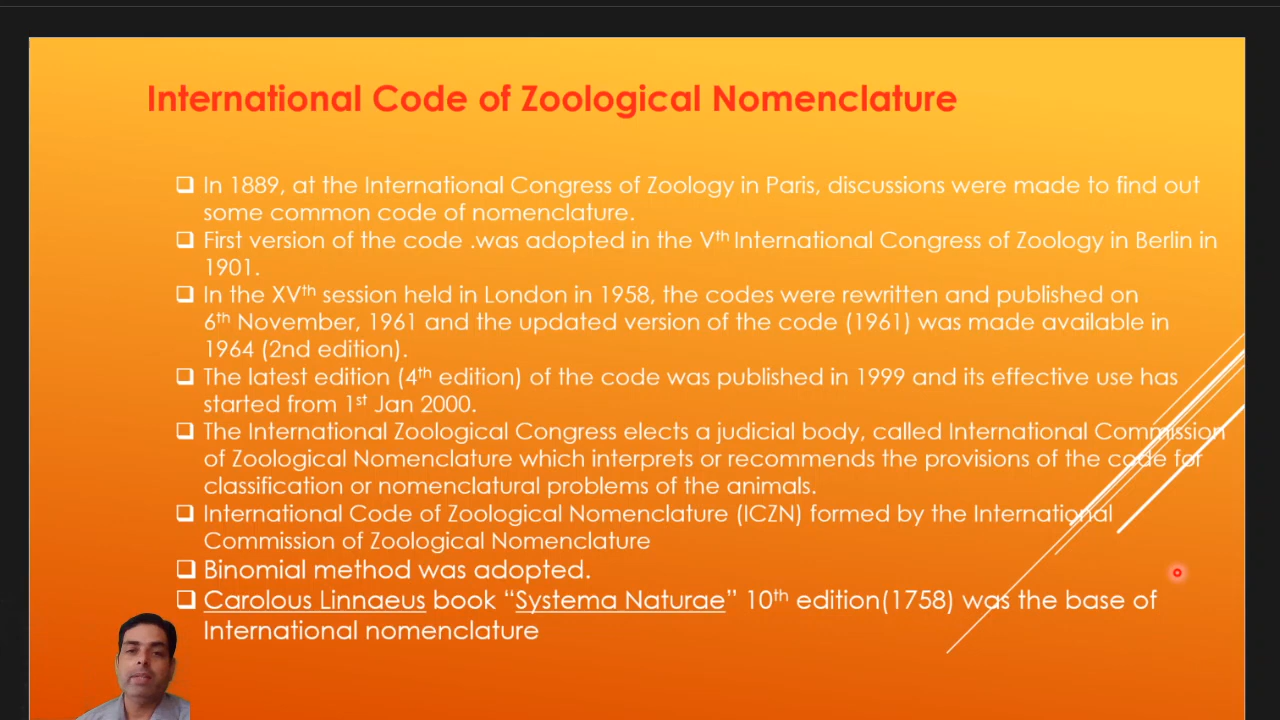 International Code of Zoological Nomenclature
In 1889, at the International Congress of Zoology in Paris, discussions were made to find out
some common code of nomenclature.
First version of the code .was adopted in the Vth International Congress of Zoology in Berlin in
1901.
In the XVth session held in London in 1958, the codes were rewritten and published on
6th November, 1961 and the updated version of the code (1961) was made available in
1964 (2nd edition).
The latest edition (4th edition) of the code was published in 1999 and its effective use has
started from 1st Jan 2000.
The International Zoological Congress elects a judicial body, called International Commission
of Zoological Nomenclature which interprets or recommends the provisions of the code for
classification or nomenclatural problems of the animals.
International Code of Zoological Nomenclature (ICZN) formed by the International
Commission of Zoological Nomenclature
Binomial method was adopted.
Carolous Linnaeus book “Systema Naturae” 10th edition(1758) was the base of
International nomenclature